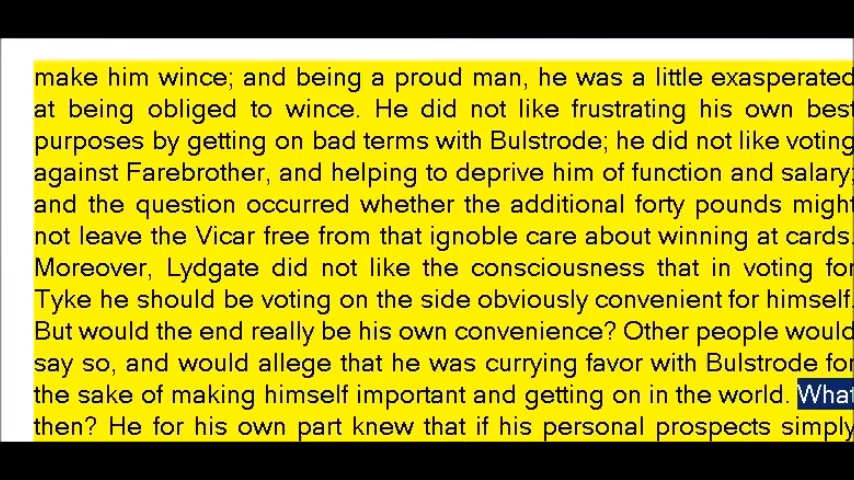 make him wince; and being a proud man, he was a little exasperated
at being obliged to wince. He did not like frustrating his own best
purposes by getting on bad terms with Bulstrode; he did not like voting
against Farebrother, and helping to deprive him of function and salary;
and the question occurred whether the additional forty pounds might
not leave the Vicar free from that ignoble care about winning at cards.
Moreover, Lydgate did not like the consciousness that in voting for
Tyke he should be voting on the side obviously convenient for himself.
But would the end really be his own convenience? Other people would
say so, and would allege that he was currying favor with Bulstrode for
the sake of making himself important and getting on in the world. What
then? He for his own part knew that if his personal prospects simply